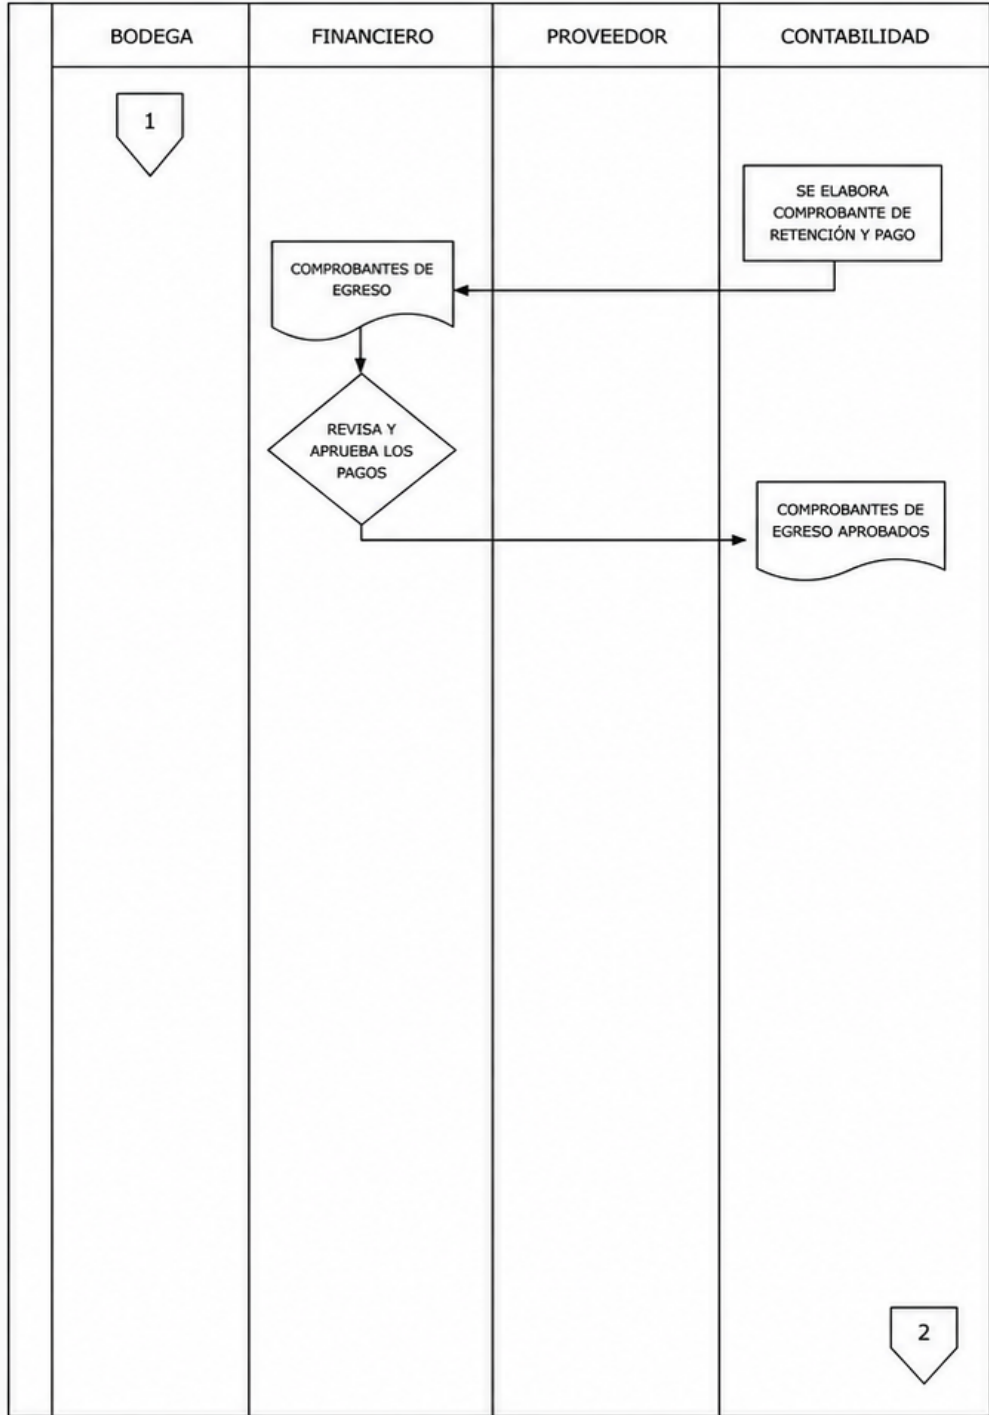 BODEGA
FINANCIERO
PROVEEDOR
CONTABILIDAD
1
SE ELABORA
COMPROBANTE DE
RETENCIÓN Y PAGO
COMPROBANTES DE
EGRESO
REVISA Y
APRUEBA LOS
PAGOS
COMPROBANTES DE
EGRESO APROBADOS
2